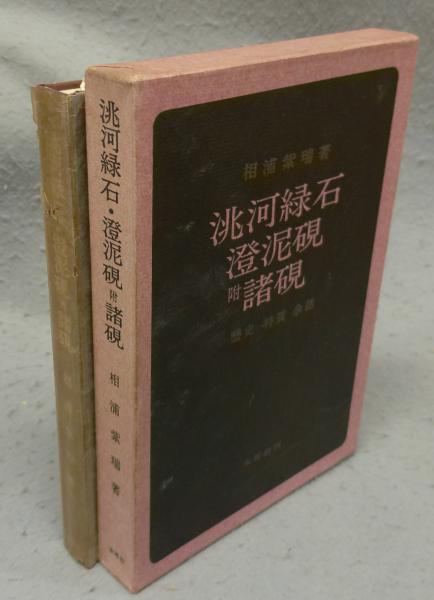 相浦紫瑞著
洮河緑石
澄泥硯
附諸硯
歴史 特質 余話
洮河緑石・澄泥硯 附 諸硯
相浦紫瑞著